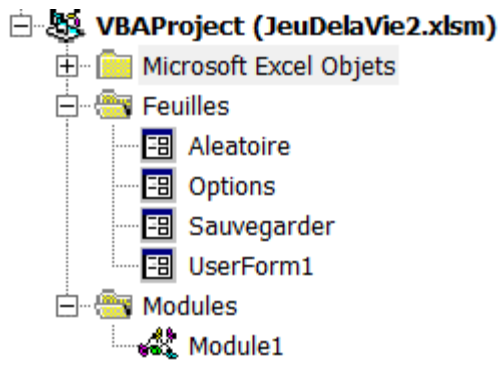 VBAProject (JeuDelaVie2.xlsm)
Microsoft Excel Objets
Feuilles
Aleatoire
Options
Sauvegarder
UserForm1
Modules
Module1